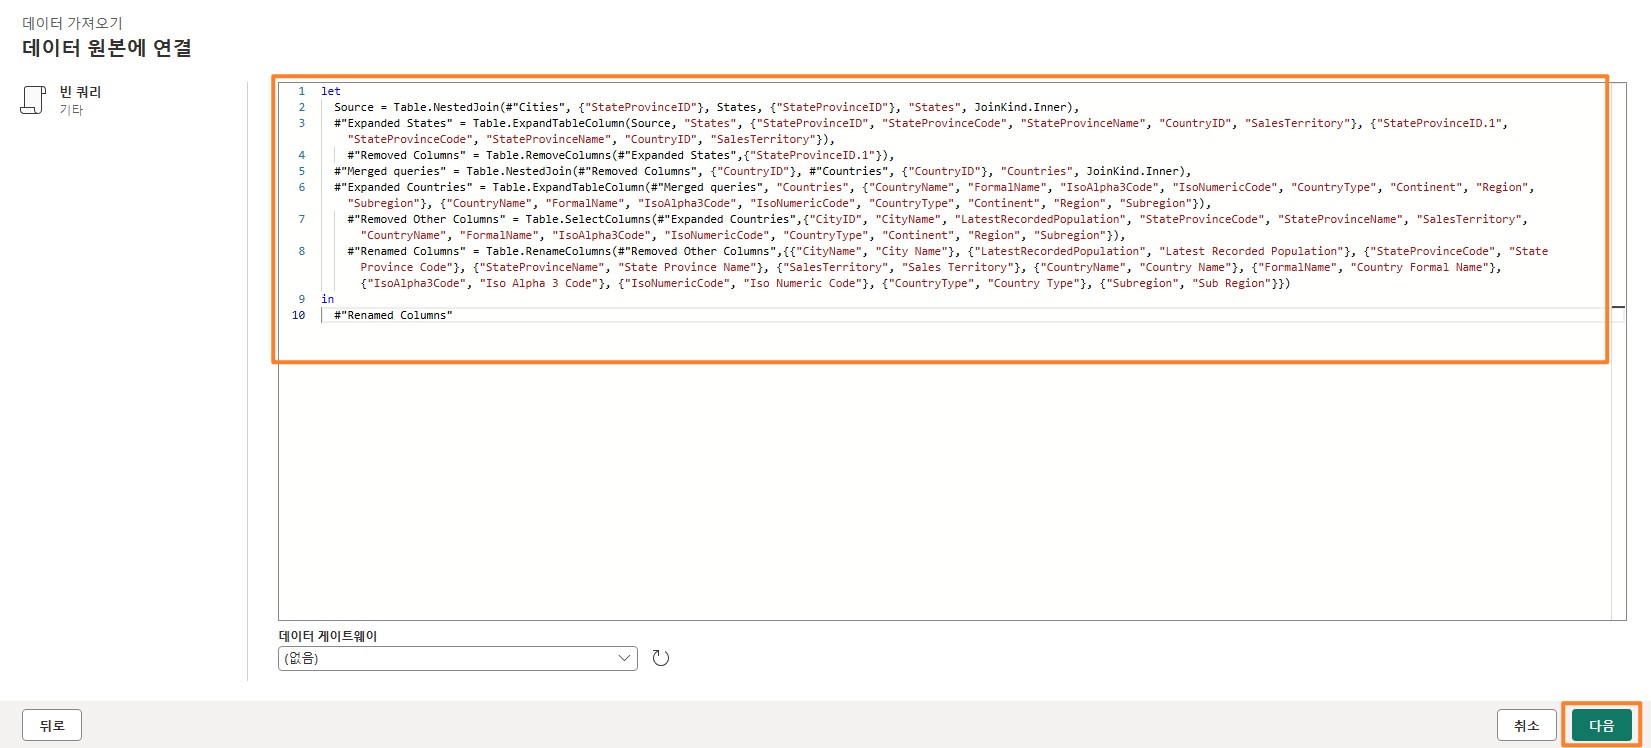 데이터 가져오기
데이터 원본에 연결
빈 쿼리
기타
1 let
2 Source = Table.NestedJoin(#"Cities", {"StateProvinceID"}, States, {"StateProvinceID"}, "States", JoinKind.Inner),
3 #"Expanded States" = Table.ExpandTableColumn(Source, "States", {"StateProvinceID", "StateProvinceCode", "StateProvinceName", "CountryID", "SalesTerritory"}, {"StateProvinceID.1",
"StateProvinceCode", "StateProvinceName", "CountryID", "SalesTerritory"}),
4 #"Removed Columns" = Table.RemoveColumns(#"Expanded States",{"StateProvinceID.1"}),
5 #"Merged queries" = Table.NestedJoin(#"Removed Columns", {"CountryID"}, #"Countries", {"CountryID"}, "Countries", JoinKind.Inner),
6 #"Expanded Countries" = Table.ExpandTableColumn(#"Merged queries", "Countries", {"CountryName", "FormalName", "IsoAlpha3Code", "IsoNumericCode", "CountryType", "Continent", "Region",
"Subregion"}, {"CountryName", "FormalName", "IsoAlpha3Code", "IsoNumericCode", "CountryType", "Continent", "Region", "Subregion"}),
7 #"Removed Other Columns" = Table.SelectColumns(#"Expanded Countries",{"CityID", "CityName", "LatestRecordedPopulation", "StateProvinceCode", "StateProvinceName", "SalesTerritory",
"CountryName", "FormalName", "IsoAlpha3Code", "IsoNumericCode", "CountryType", "Continent", "Region", "Subregion"}),
8 #"Renamed Columns" = Table.RenameColumns(#"Removed Other Columns",{{"CityName", "City Name"}, {"LatestRecordedPopulation", "Latest Recorded Population"}, {"StateProvinceCode", "State
Province Code"}, {"StateProvinceName", "State Province Name"}, {"SalesTerritory", "Sales Territory"}, {"CountryName", "Country Name"}, {"FormalName", "Country Formal Name"},
{"IsoAlpha3Code", "Iso Alpha 3 Code"}, {"IsoNumericCode", "Iso Numeric Code"}, {"CountryType", "Country Type"}, {"Subregion", "Sub Region"}})
9 in
10 #"Renamed Columns"
데이터 게이트웨이
(없음)
뒤로
취소
다음